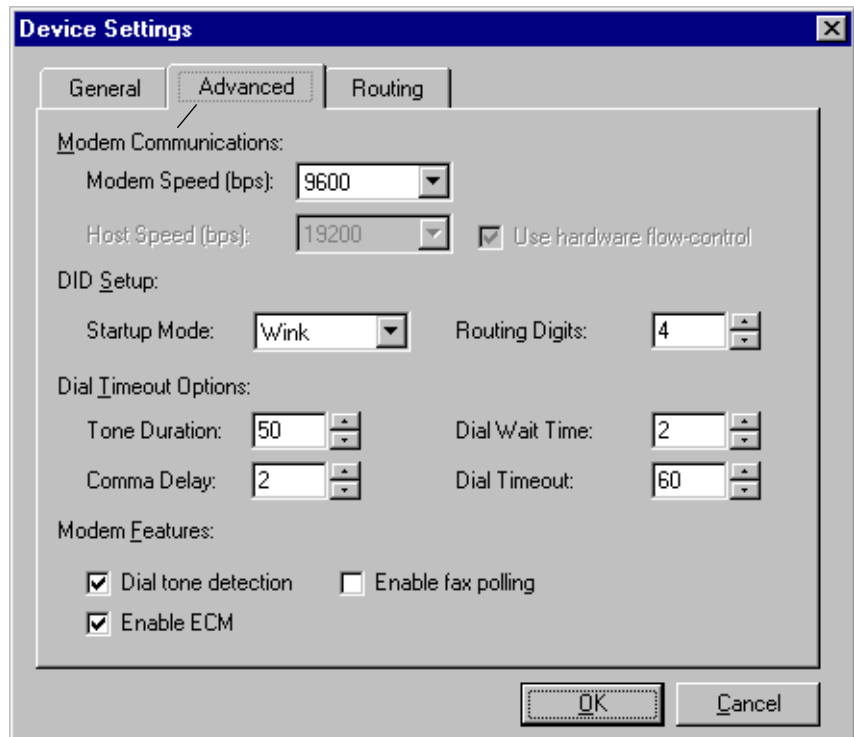 Device Settings
General Advanced Routing
Modem Communications:
Modem Speed (bps): 9600
Host Speed (bps): 19200 Use hardware flow-control
DID Setup:
Startup Mode: Wink Routing Digits: 4
Dial Timeout Options:
Tone Duration: 50 Dial Wait Time: 2
Comma Delay: 2 Dial Timeout: 60
Modem Features:
Dial tone detection Enable fax polling
Enable ECM
OK Cancel